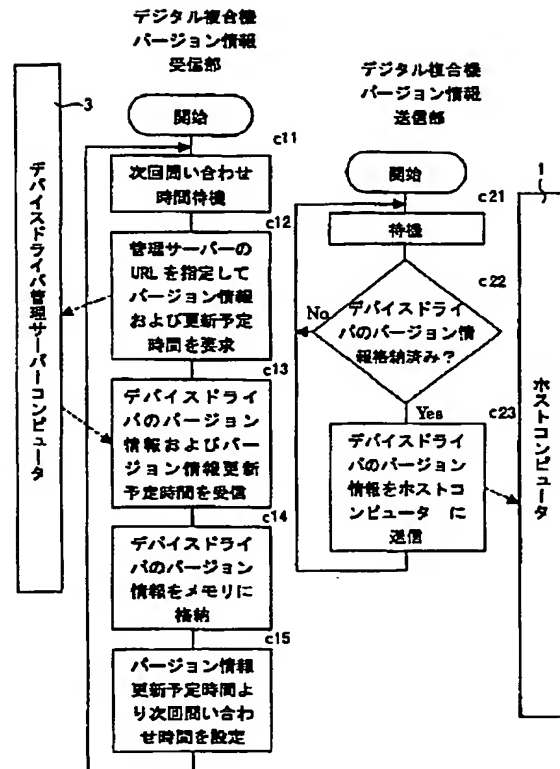 デジタル複合機
バージョン情報
受信部
3
デバイスドライバ管理サーバーコンピュータ
開始
c11
次回問い合わせ
時間待機
c12
管理サーバーの
URLを指定して
バージョン情報
および更新予定
時間を要求
c13
デバイスドライ
バのバージョン
情報およびバー
ジョン情報更新
予定時間を受信
c14
デバイスドライ
バのバージョン
情報をメモリに
格納
c15
バージョン情報
更新予定時間よ
り次回問い合わ
せ時間を設定
デジタル複合機
バージョン情報
送信部
開始
c21
待機
c22
デバイスドライ
バのバージョン情
報格納済み?
No
Yes
c23
デバイスドライ
バのバージョン
情報をホストコ
ンピュータ に
送信
1
ホストコンピュータ